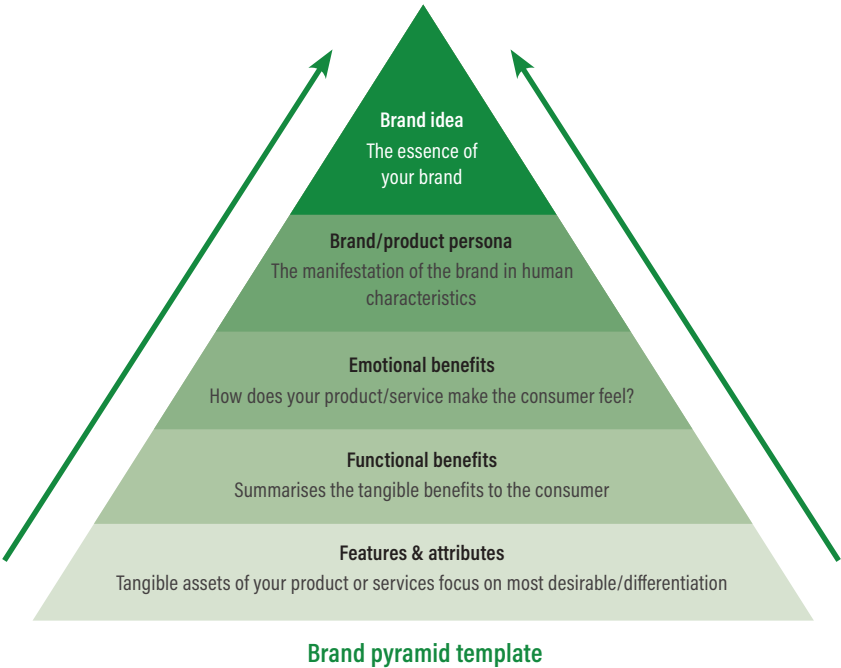 Brand idea
The essence of
your brand
Brand/product persona
The manifestation of the brand in human
characteristics
Emotional benefits
How does your product/service make the consumer feel?
Functional benefits
Summarises the tangible benefits to the consumer
Features & attributes
Tangible assets of your product or services focus on most desirable/differentiation
Brand pyramid template